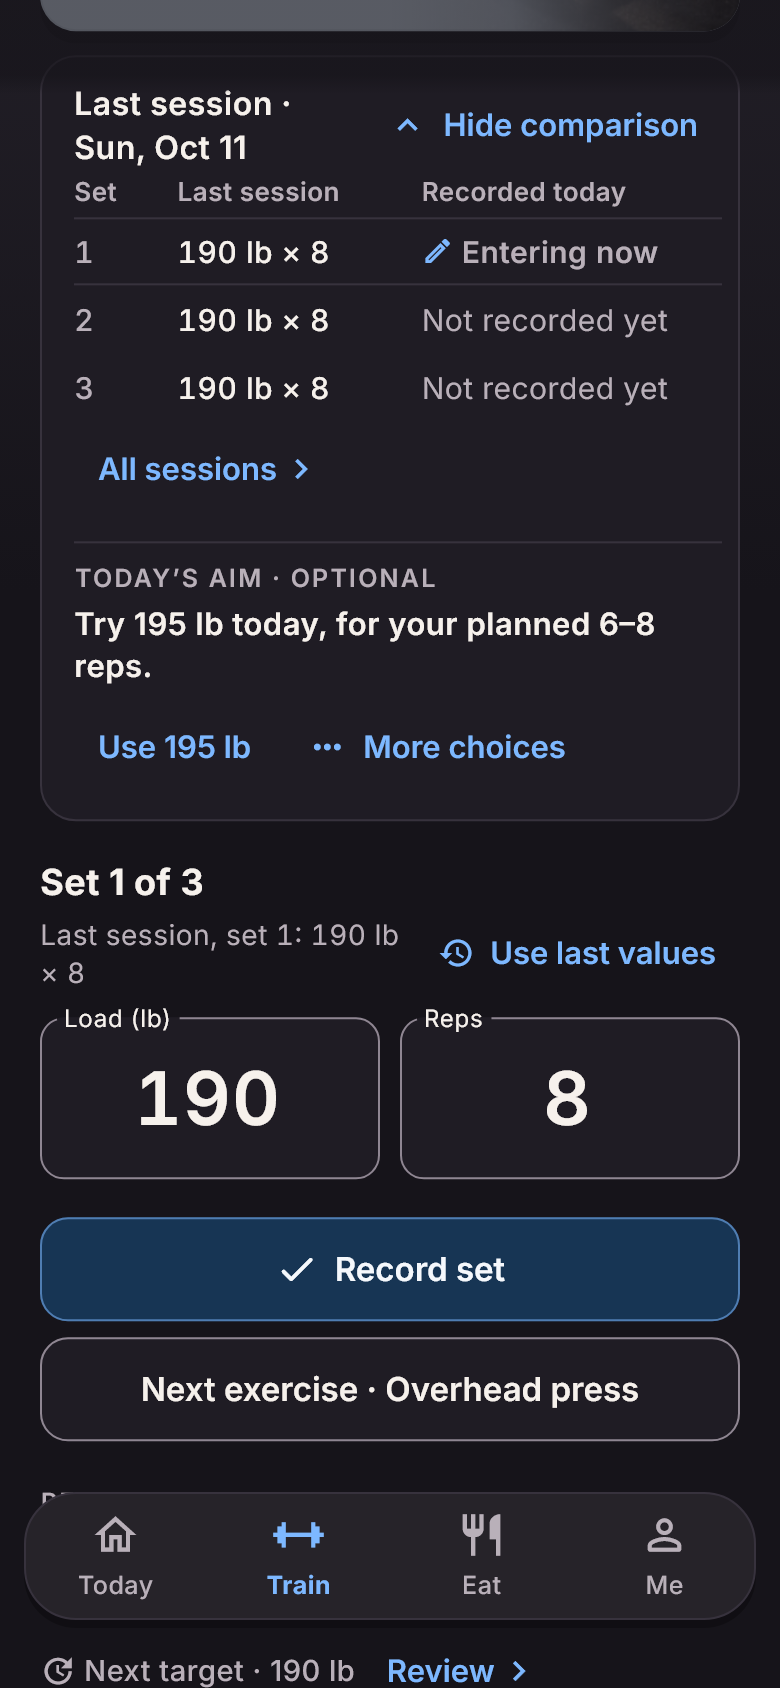 Last session ·
Sun, Oct 11
Hide comparison
Set Last session Recorded today
1 190 lb × 8 Entering now
2 190 lb × 8 Not recorded yet
3 190 lb × 8 Not recorded yet
All sessions
TODAY’S AIM · OPTIONAL
Try 195 lb today, for your planned 6–8
reps.
Use 195 lb ••• More choices
Set 1 of 3
Last session, set 1: 190 lb
× 8
Use last values
Load (lb) Reps
190 8
Record set
Next exercise · Overhead press
Today Train Eat Me
Next target · 190 lb Review